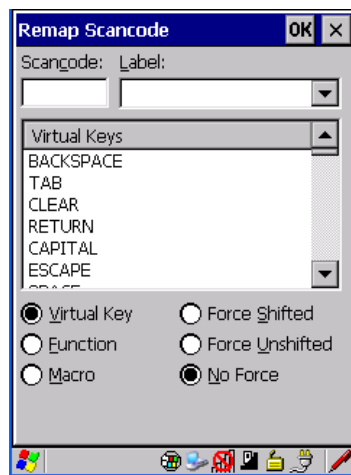 Remap Scancode OK
Scancode: Label:
Virtual Keys
BACKSPACE
TAB
CLEAR
RETURN
CAPITAL
ESCAPE
Virtual Key Force Shifted
Function Force Unshifted
Macro No Force